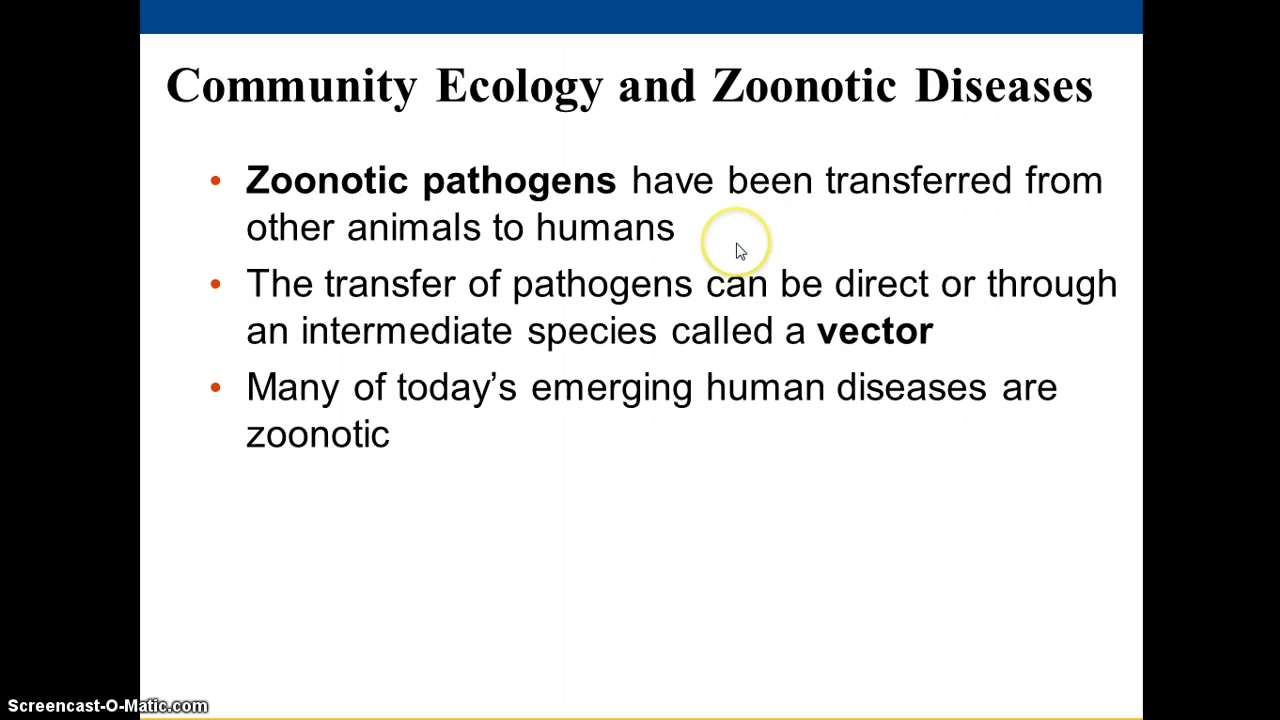 Community Ecology and Zoonotic Diseases
• Zoonotic pathogens have been transferred from
other animals to humans
• The transfer of pathogens can be direct or through
an intermediate species called a vector
• Many of today’s emerging human diseases are
zoonotic
Screencast-O-Matic.com